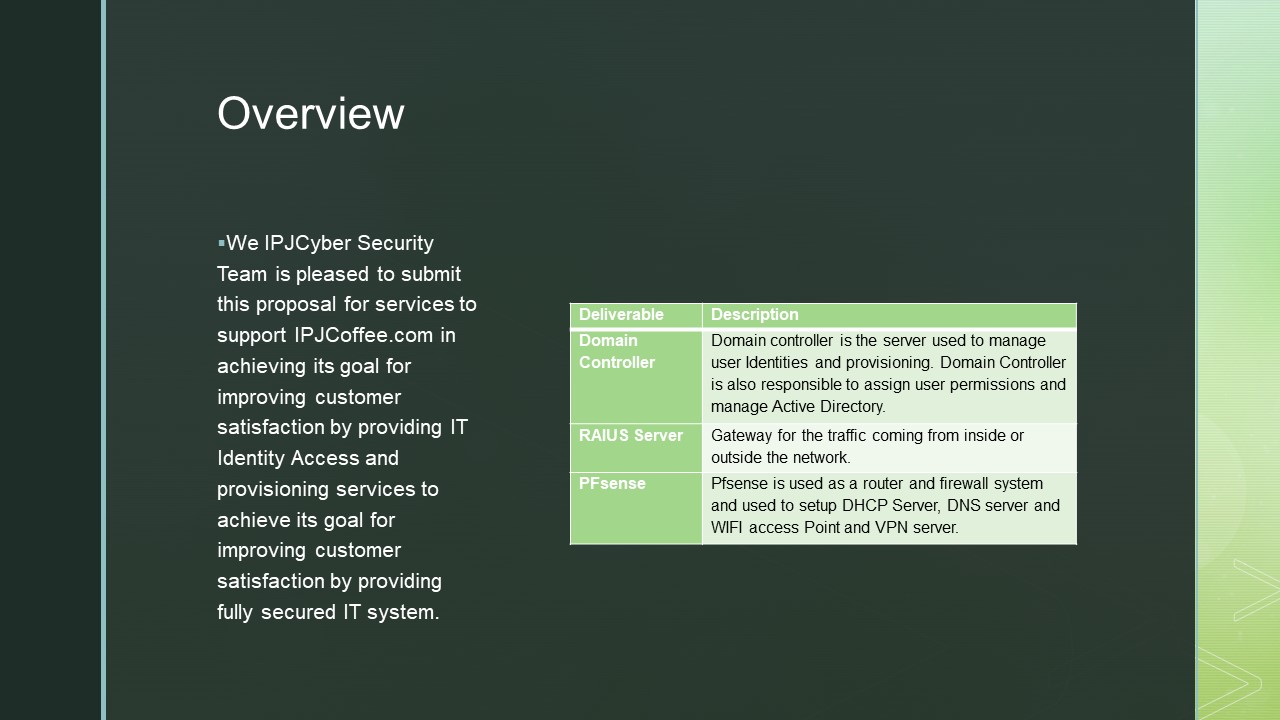 Overview
▪We IPJCyber Security
Team is pleased to submit
this proposal for services to
support IPJCoffee.com in
achieving its goal for
improving customer
satisfaction by providing IT
Identity Access and
provisioning services to
achieve its goal for
improving customer
satisfaction by providing
fully secured IT system.
Deliverable Description
Domain Controller
Domain controller is the server used to manage
user Identities and provisioning. Domain Controller
is also responsible to assign user permissions and
manage Active Directory.
RAIUS Server
Gateway for the traffic coming from inside or
outside the network.
PFsense
Pfsense is used as a router and firewall system
and used to setup DHCP Server, DNS server and
WIFI access Point and VPN server.